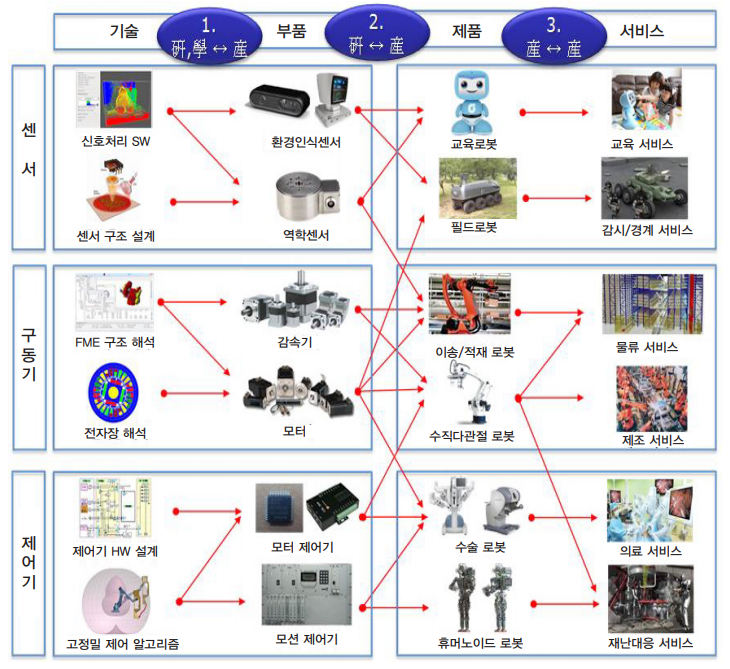 기술
1.
硏,學 ↔ 産
부품
2.
硏 ↔ 産
제품
3.
産 ↔ 産
서비스
센서
신호처리 SW
환경인식센서
교육로봇
교육 서비스
센서 구조 설계
역학센서
필드로봇
감시/경계 서비스
구동기
FME 구조 해석
감속기
이송/적재 로봇
물류 서비스
전자장 해석
모터
수직다관절 로봇
제조 서비스
제어기
제어기 HW 설계
모터 제어기
수술 로봇
의료 서비스
고정밀 제어 알고리즘
모션 제어기
휴머노이드 로봇
재난대응 서비스